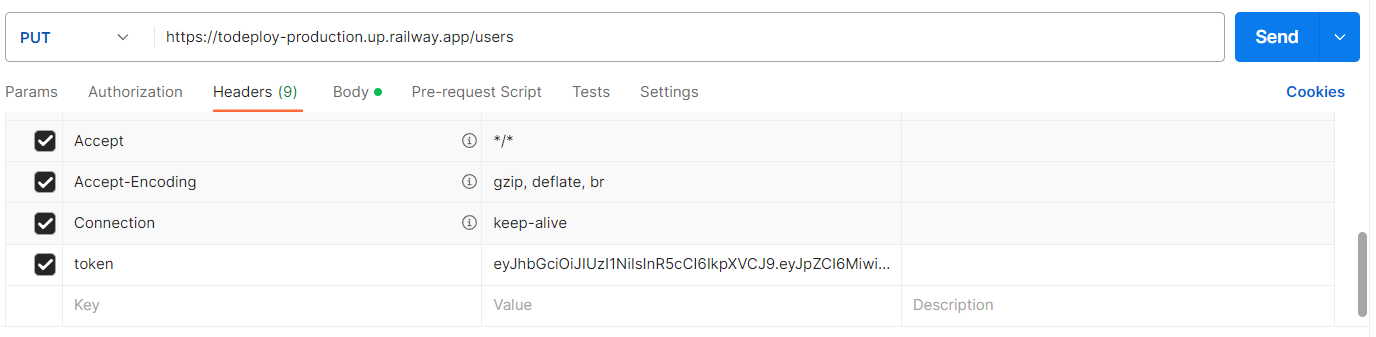 PUT https://todeploy-production.up.railway.app/users Send
Params Authorization Headers (9) Body Pre-request Script Tests Settings Cookies
Accept */*
Accept-Encoding gzip, deflate, br
Connection keep-alive
token eyJhbGciOiJIUzI1NiIsInR5cCI6IkpXVCJ9.eyJpZCI6Miwi...
Key Value Description